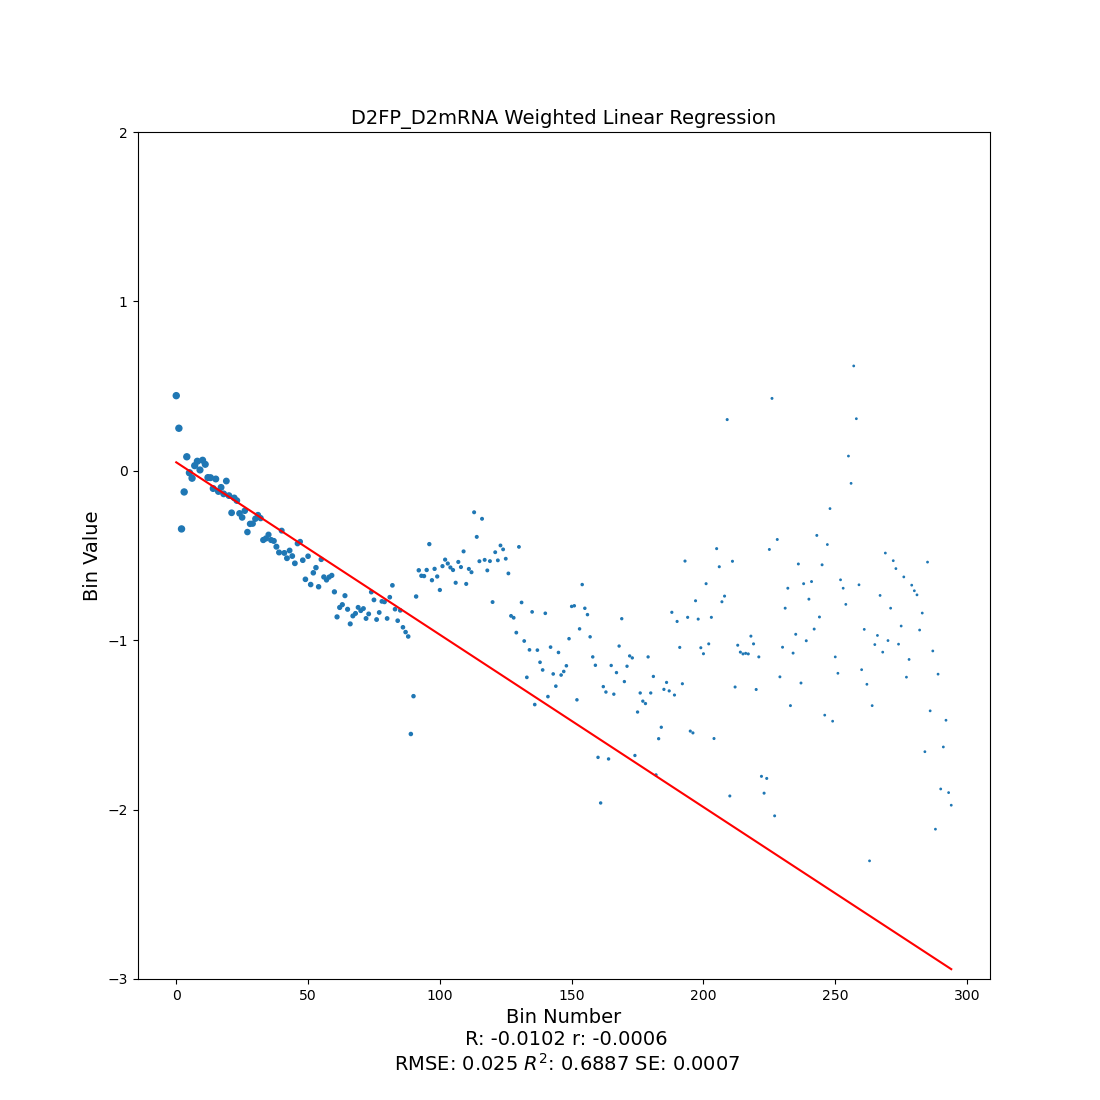 D2FP_D2mRNA Weighted Linear Regression
2
1
0
−1
−2
−3
Bin Value
0 50 100 150 200 250 300
Bin Number
R: -0.0102 r: -0.0006
RMSE: 0.025 R²: 0.6887 SE: 0.0007